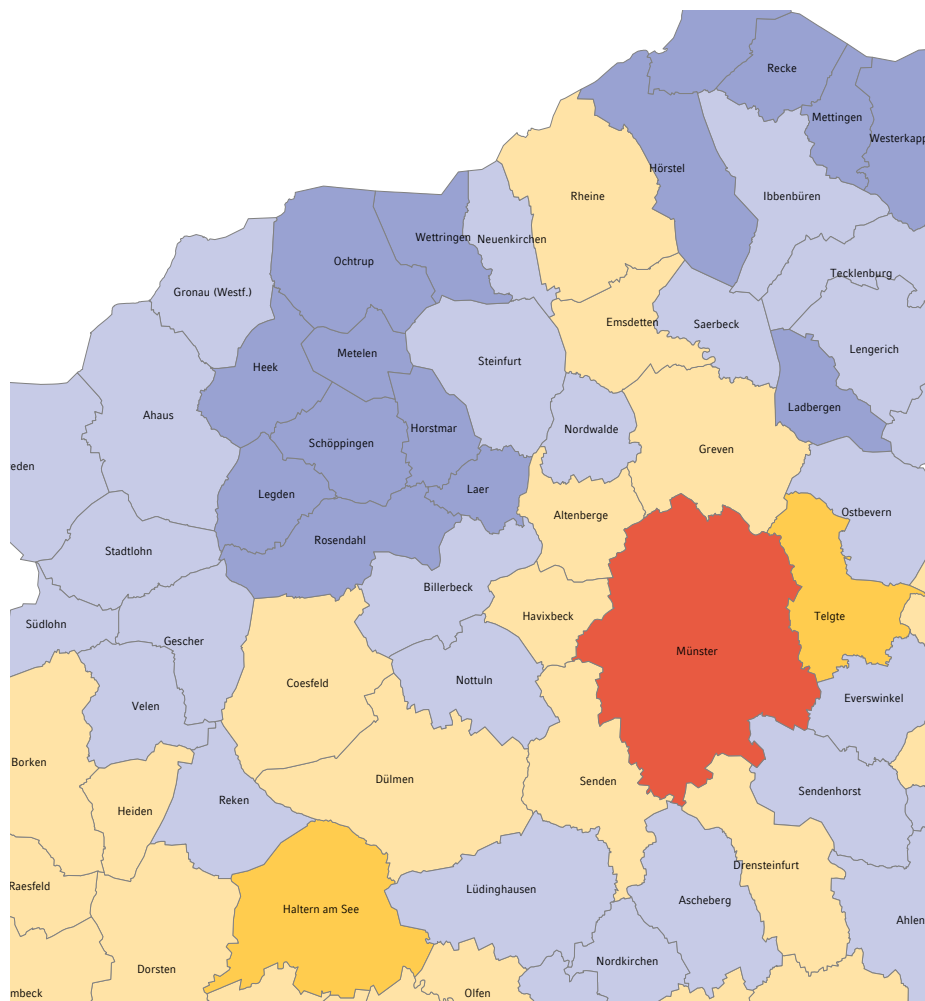 Recke
Mettingen
Westerkapp
Hörstel
Rheine
Ibbenbüren
Wettringen
Neuenkirchen
Ochtrup
Tecklenburg
Gronau (Westf.)
Emsdetten
Saerbeck
Lengerich
Metelen
Steinfurt
Heek
Ladbergen
Ahaus
Horstmar
Nordwalde
Schöppingen
Greven
eden
Laer
Legden
Altenberge
Ostbevern
Rosendahl
Stadtlohn
Billerbeck
Havixbeck
Telgte
Südlohn
Gescher
Münster
Nottuln
Coesfeld
Everswinkel
Velen
Borken
Dülmen
Senden
Sendenhorst
Reken
Heiden
Drensteinfurt
Raesfeld
Lüdinghausen
Ascheberg
Haltern am See
Ahlen
Nordkirchen
Dorsten
mbeck
Olfen